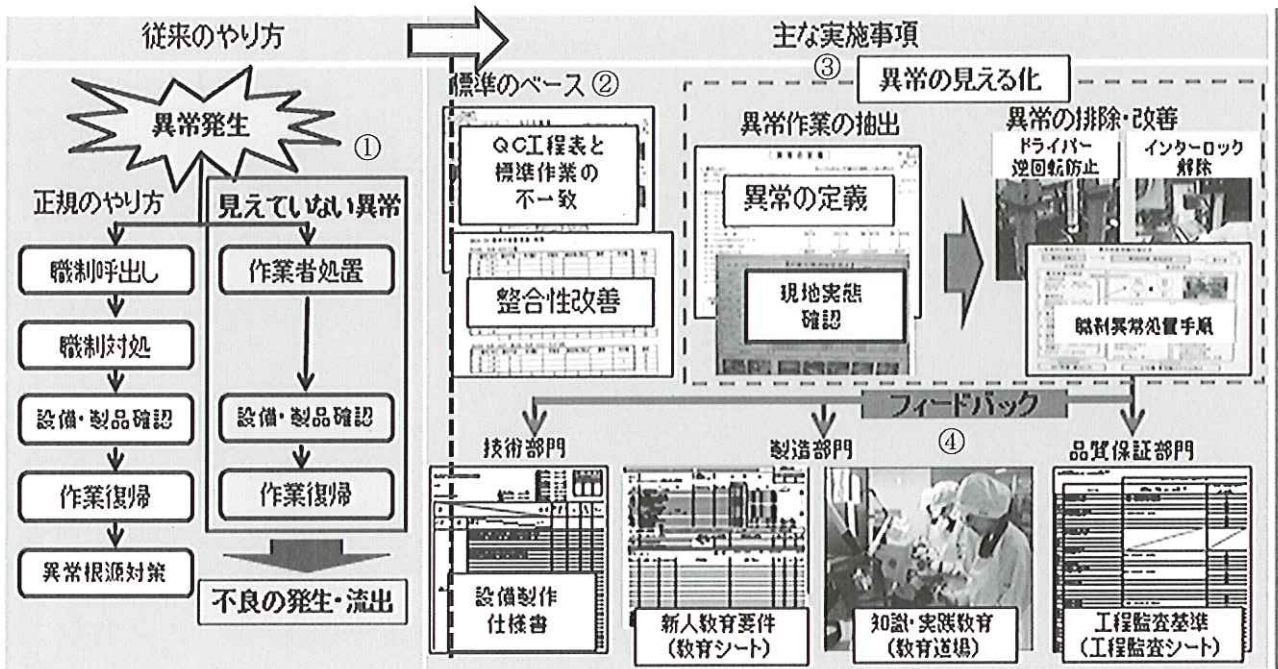 従来のやり方
主な実施事項
異常発生
①
正規のやり方
見えていない異常
職制呼出し
職制対処
設備・製品確認
作業復帰
異常根源対策
作業者処置
設備・製品確認
作業復帰
不良の発生・流出
標準のベース ②
QC工程表と
標準作業の
不一致
整合性改善
③
異常の見える化
異常作業の抽出
異常の定義
現地実態
確認
異常の排除・改善
ドライバー
逆回転防止
インターロック
解除
職制異常処置手順
フィードバック
④
技術部門
製造部門
品質保証部門
設備製作
仕様書
新人教育要件
(教育シート)
知識・実践教育
(教育道場)
工程監査基準
(工程監査シート)